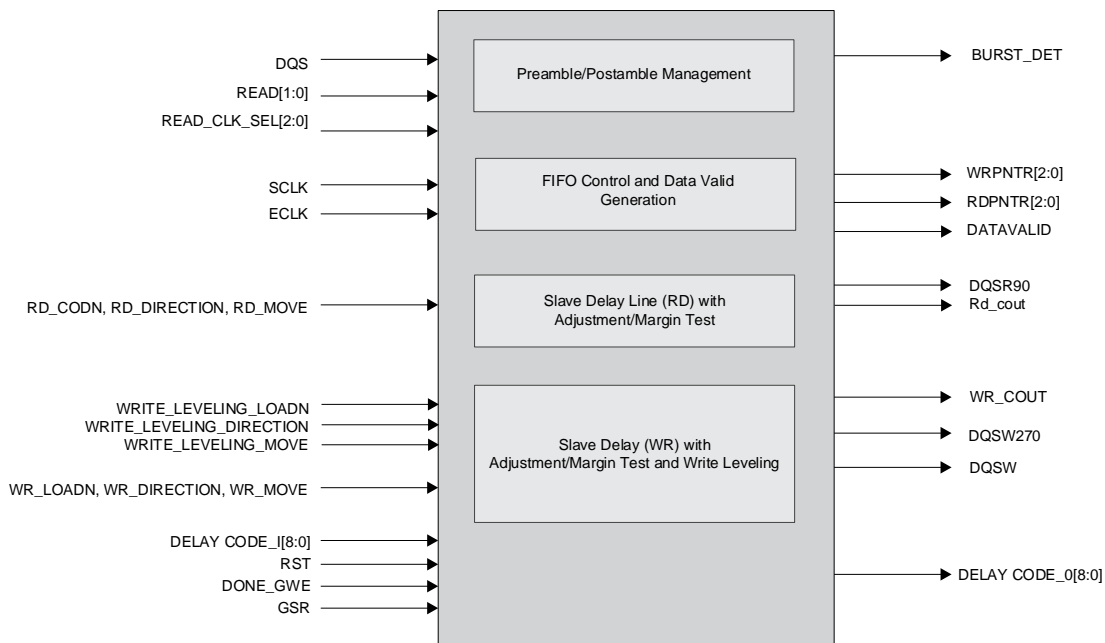 DQS
READ[1:0]
READ_CLK_SEL[2:0]
SCLK
ECLK
RD_CODN, RD_DIRECTION, RD_MOVE
WRITE_LEVELING_LOADN
WRITE_LEVELING_DIRECTION
WRITE_LEVELING_MOVE
WR_LOADN, WR_DIRECTION, WR_MOVE
DELAY CODE_I[8:0]
RST
DONE_GWE
GSR
Preamble/Postamble Management
FIFO Control and Data Valid
Generation
Slave Delay Line (RD) with
Adjustment/Margin Test
Slave Delay (WR) with
Adjustment/Margin Test and Write Leveling
BURST_DET
WRPNTR[2:0]
RDPNTR[2:0]
DATAVALID
DQSR90
Rd_cout
WR_COUT
DQSW270
DQSW
DELAY CODE_0[8:0]